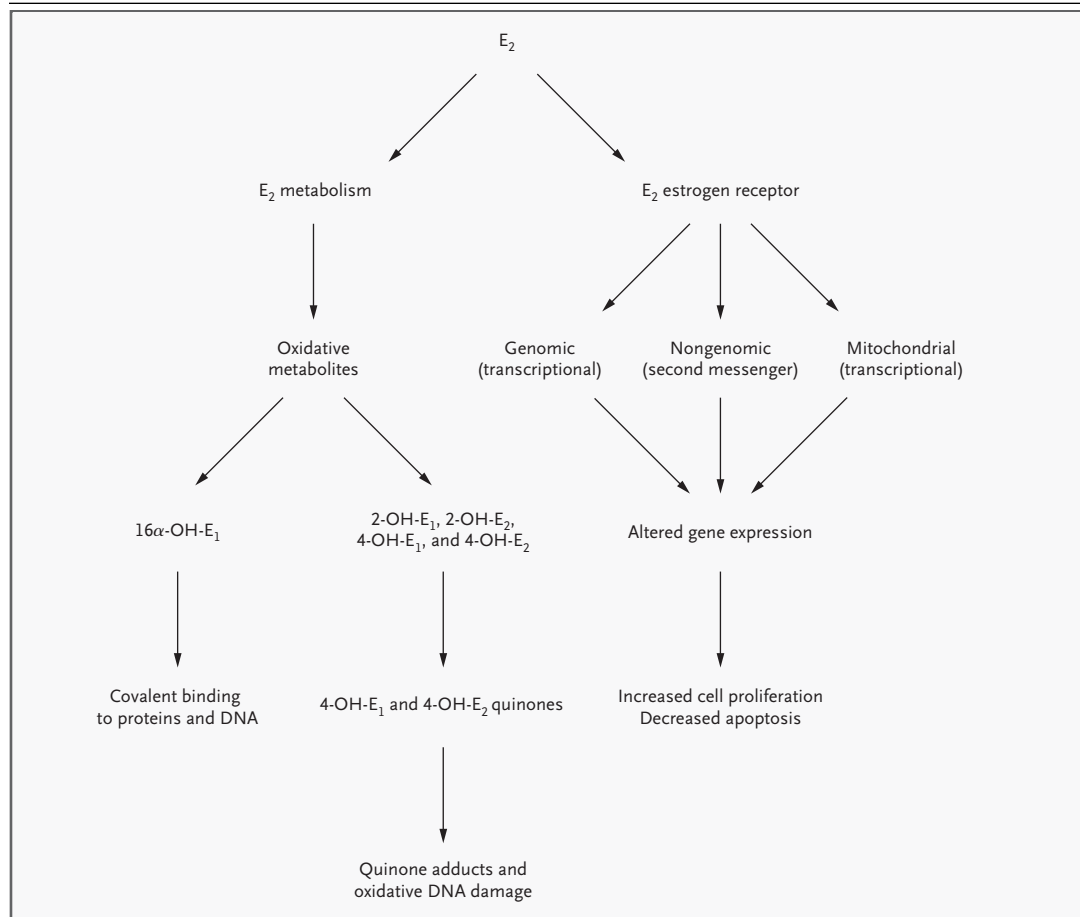 E₂
E₂ metabolism
E₂ estrogen receptor
Oxidative
metabolites
Genomic
(transcriptional)
Nongenomic
(second messenger)
Mitochondrial
(transcriptional)
16α-OH-E₁
2-OH-E₁, 2-OH-E₂,
4-OH-E₁, and 4-OH-E₂
Altered gene expression
Covalent binding
to proteins and DNA
4-OH-E₁ and 4-OH-E₂ quinones
Increased cell proliferation
Decreased apoptosis
Quinone adducts and
oxidative DNA damage